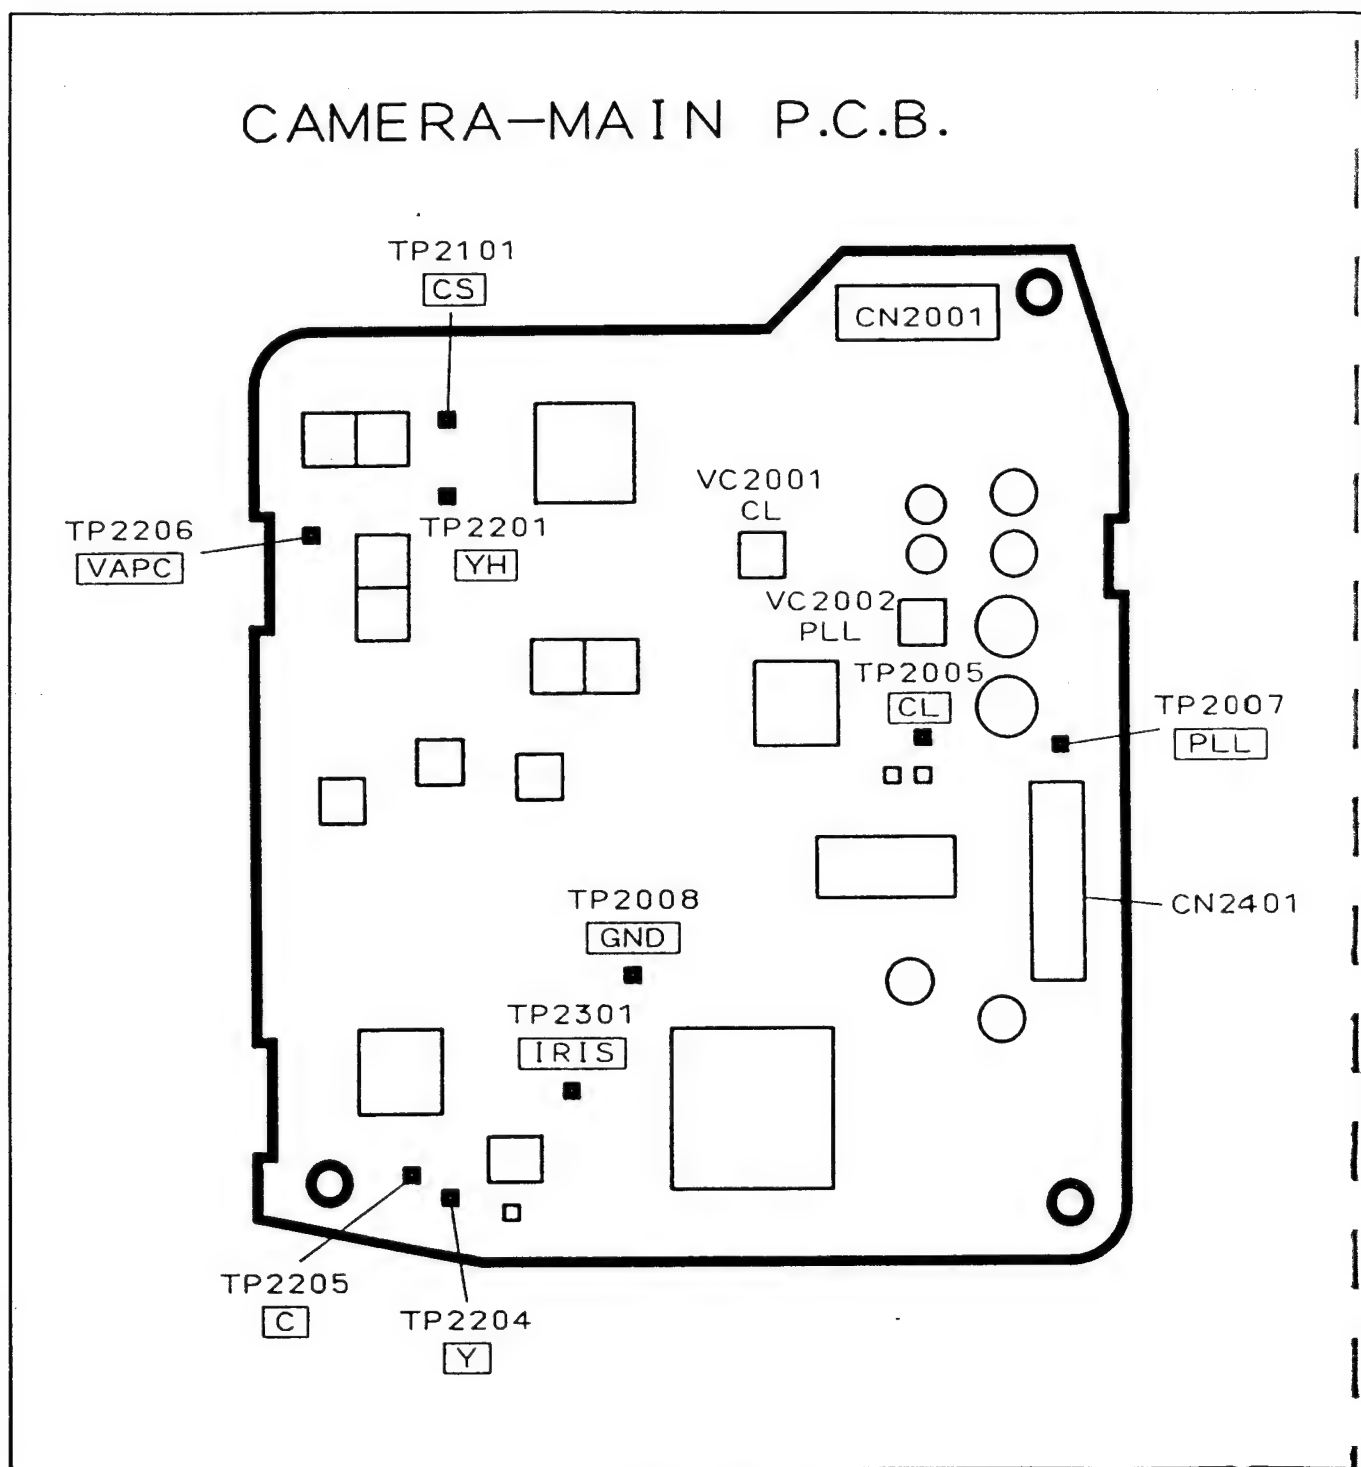 CAMERA-MAIN P.C.B.
TP2101
CS
CN2001
VC2001
CL
TP2206
VAPC
TP2201
YH
VC2002
PLL
TP2005
CL
TP2007
PLL
TP2008
GND
CN2401
TP2301
IRIS
TP2205
C
TP2204
Y